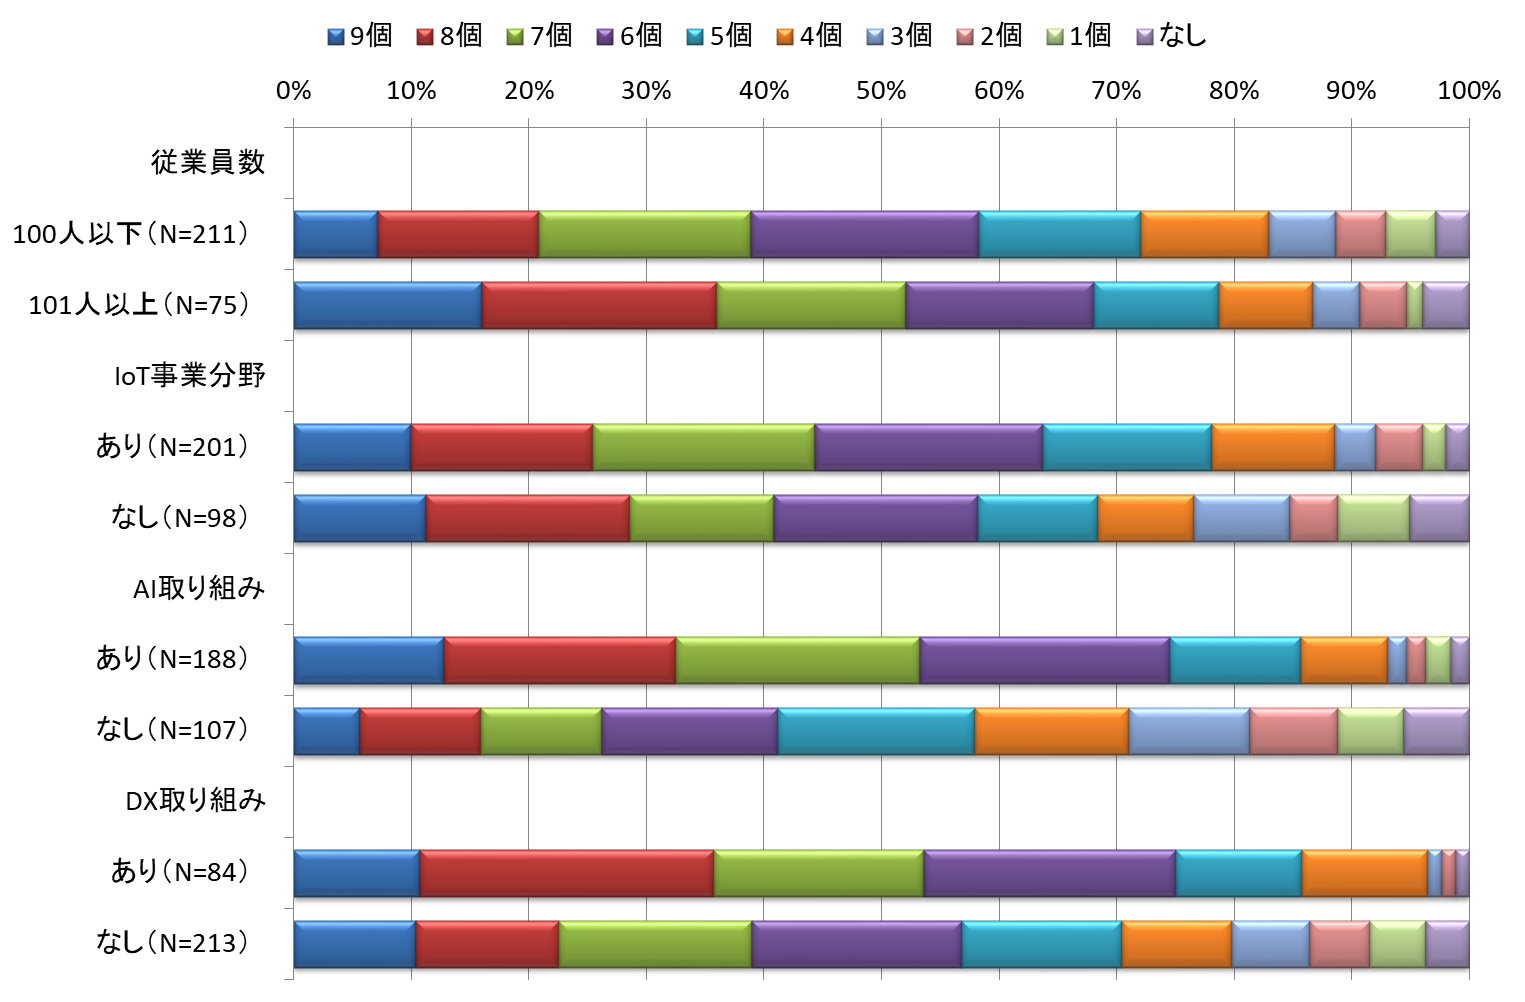 9個 8個 7個 6個 5個 4個 3個 2個 1個 なし
0% 10% 20% 30% 40% 50% 60% 70% 80% 90% 100%
従業員数
100人以下（N=211）
101人以上（N=75）
IoT事業分野
あり（N=201）
なし（N=98）
AI取り組み
あり（N=188）
なし（N=107）
DX取り組み
あり（N=84）
なし（N=213）